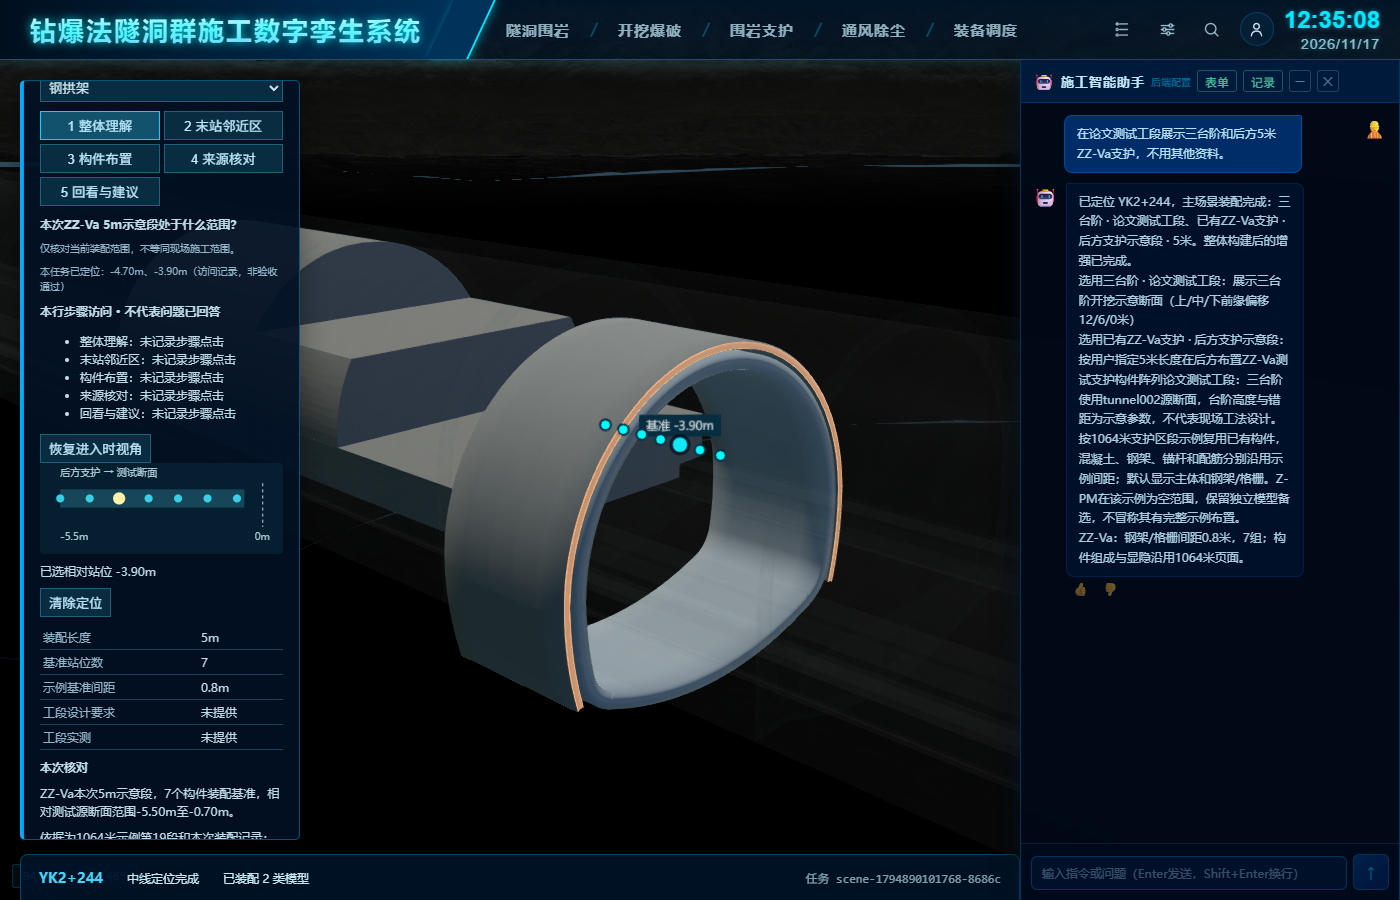 钻爆法隧洞群施工数字孪生系统
隧洞围岩 / 开挖爆破 / 围岩支护 / 通风除尘 / 装备调度
12:35:08
2026/11/17
钢拱架
1 整体理解
2 末站邻近区
3 构件布置
4 来源核对
5 回看与建议
本次ZZ-Va 5m示意段处于什么范围?
仅核对当前装配范围，不等同现场施工范围。
本任务已定位：-4.70m、-3.90m（访问记录，非验收
通过）
本行步骤访问 • 不代表问题已回答
• 整体理解：未记录步骤点击
• 末站邻近区：未记录步骤点击
• 构件布置：未记录步骤点击
• 来源核对：未记录步骤点击
• 回看与建议：未记录步骤点击
恢复进入时视角
后方支护 → 测试断面
-5.5m
0m
已选相对站位 -3.90m
清除定位
装配长度 5m
基准站位数 7
示例基准间距 0.8m
工段设计要求 未提供
工段实测 未提供
本次核对
ZZ-Va本次5m示意段，7个构件装配基准，相
对测试源断面范围-5.50m至-0.70m。
依据为1064米示例第19段和本次装配记录；
基准 -3.90m
YK2+244 中线定位完成 已装配 2 类模型
任务 scene-1794890101768-8686c
施工智能助手 后端配置 表单 记录
在论文测试工段展示三台阶和后方5米
ZZ-Va支护，不用其他资料。
已定位 YK2+244，主场景装配完成：三
台阶 · 论文测试工段、已有ZZ-Va支护 ·
后方支护示意段 · 5米。整体构建后的增
强已完成。
选用三台阶 · 论文测试工段：展示三台
阶开挖示意断面（上/中/下前缘偏移
12/6/0米）
选用已有ZZ-Va支护 · 后方支护示意段：
按用户指定5米长度在后方布置ZZ-Va测
试支护构件阵列论文测试工段：三台阶
使用tunnel002源断面，台阶高度与错
距为示意参数，不代表现场工法设计。
按1064米支护区段示例复用已有构件，
混凝土、钢架、锚杆和配筋分别沿用示
例间距；默认显示主体和钢架/格栅。Z-
PM在该示例为空范围，保留独立模型备
选，不冒称其有完整示例布置。
ZZ-Va：钢架/格栅间距0.8米，7组；构
件组成与显隐沿用1064米页面。
输入指令或问题（Enter发送，Shift+Enter换行）